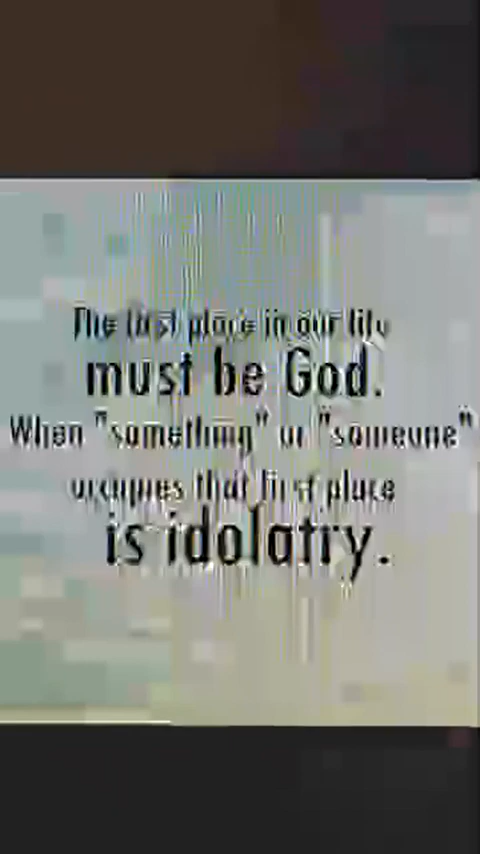 The first place in our life
must be God.
When "something" or "someone"
occupies that first place
is idolatry.